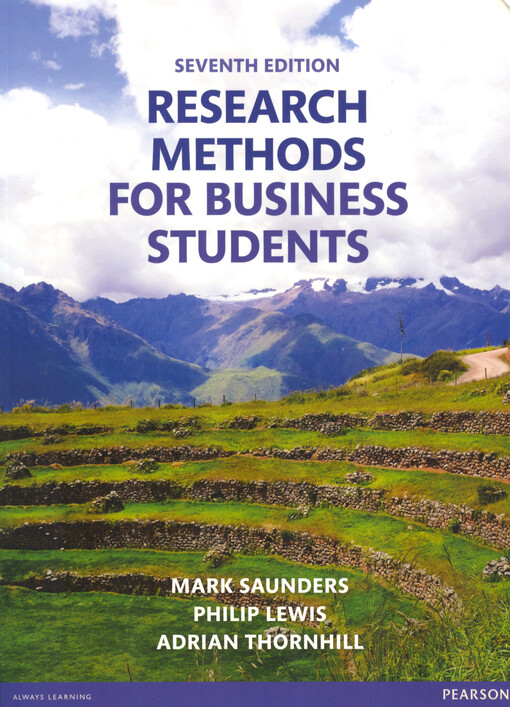 SEVENTH EDITION
RESEARCH
METHODS
FOR BUSINESS
STUDENTS
MARK SAUNDERS
PHILIP LEWIS
ADRIAN THORNHILL
ALWAYS LEARNING
PEARSON